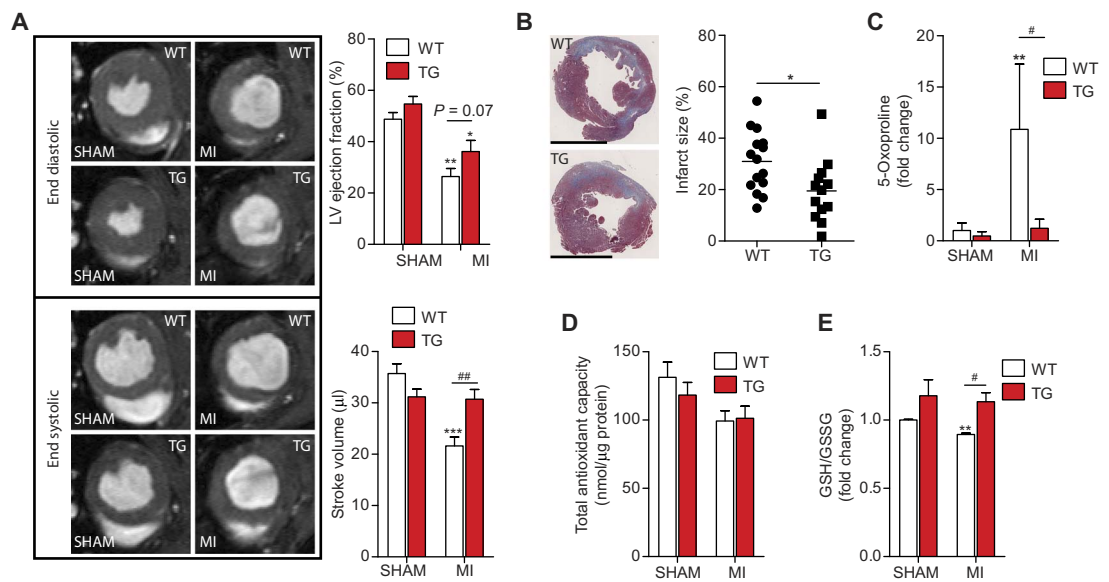 A
End diastolic
WT
SHAM
WT
MI
TG
SHAM
TG
MI
End systolic
WT
SHAM
WT
MI
TG
SHAM
TG
MI
LV ejection fraction (%)
80
60
40
20
0
WT
TG
P = 0.07
**
*
SHAM
MI
Stroke volume (µl)
50
40
30
20
10
0
WT
TG
***
##
SHAM
MI
B
WT
TG
Infarct size (%)
80
60
40
20
0
*
WT
TG
C
5-Oxoproline
(fold change)
20
15
10
5
0
#
**
WT
TG
SHAM
MI
D
Total antioxidant capacity
(nmol/µg protein)
150
100
50
0
WT
TG
SHAM
MI
E
GSH/GSSG
(fold change)
1.5
1.0
0.5
0.0
WT
TG
#
**
SHAM
MI